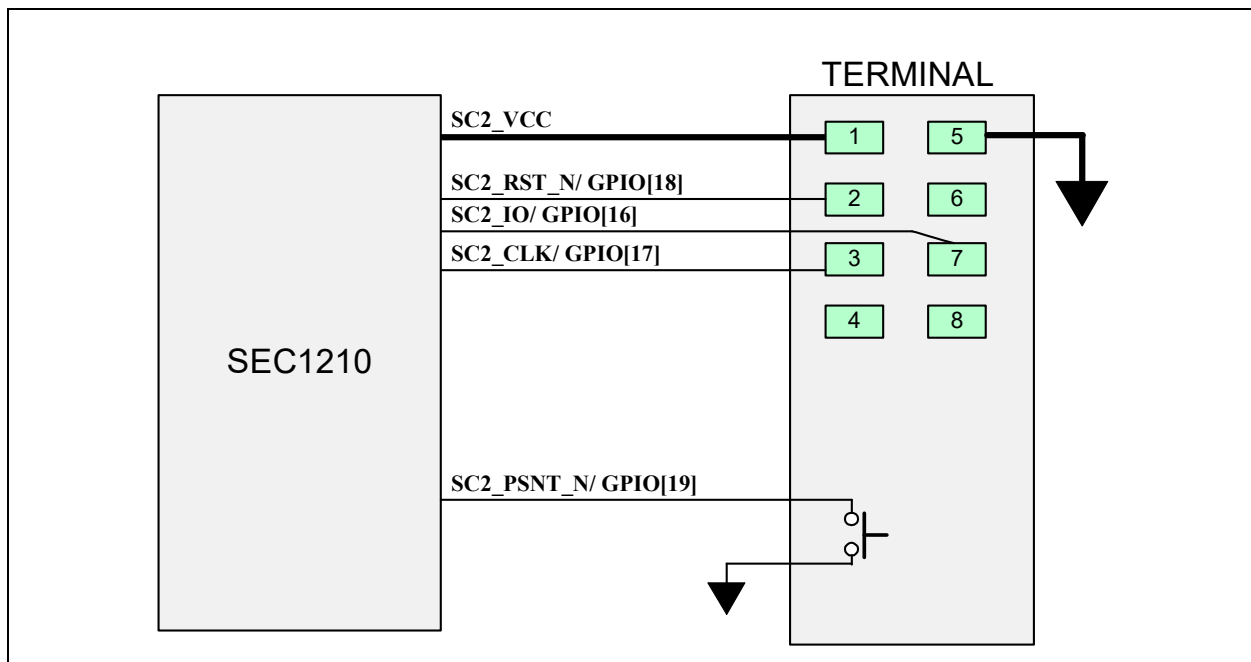 TERMINAL
SC2_VCC
1 5
SC2_RST_N/ GPIO[18]
2 6
SC2_IO/ GPIO[16]
SC2_CLK/ GPIO[17]
3 7
4 8
SEC1210
SC2_PSNT_N/ GPIO[19]